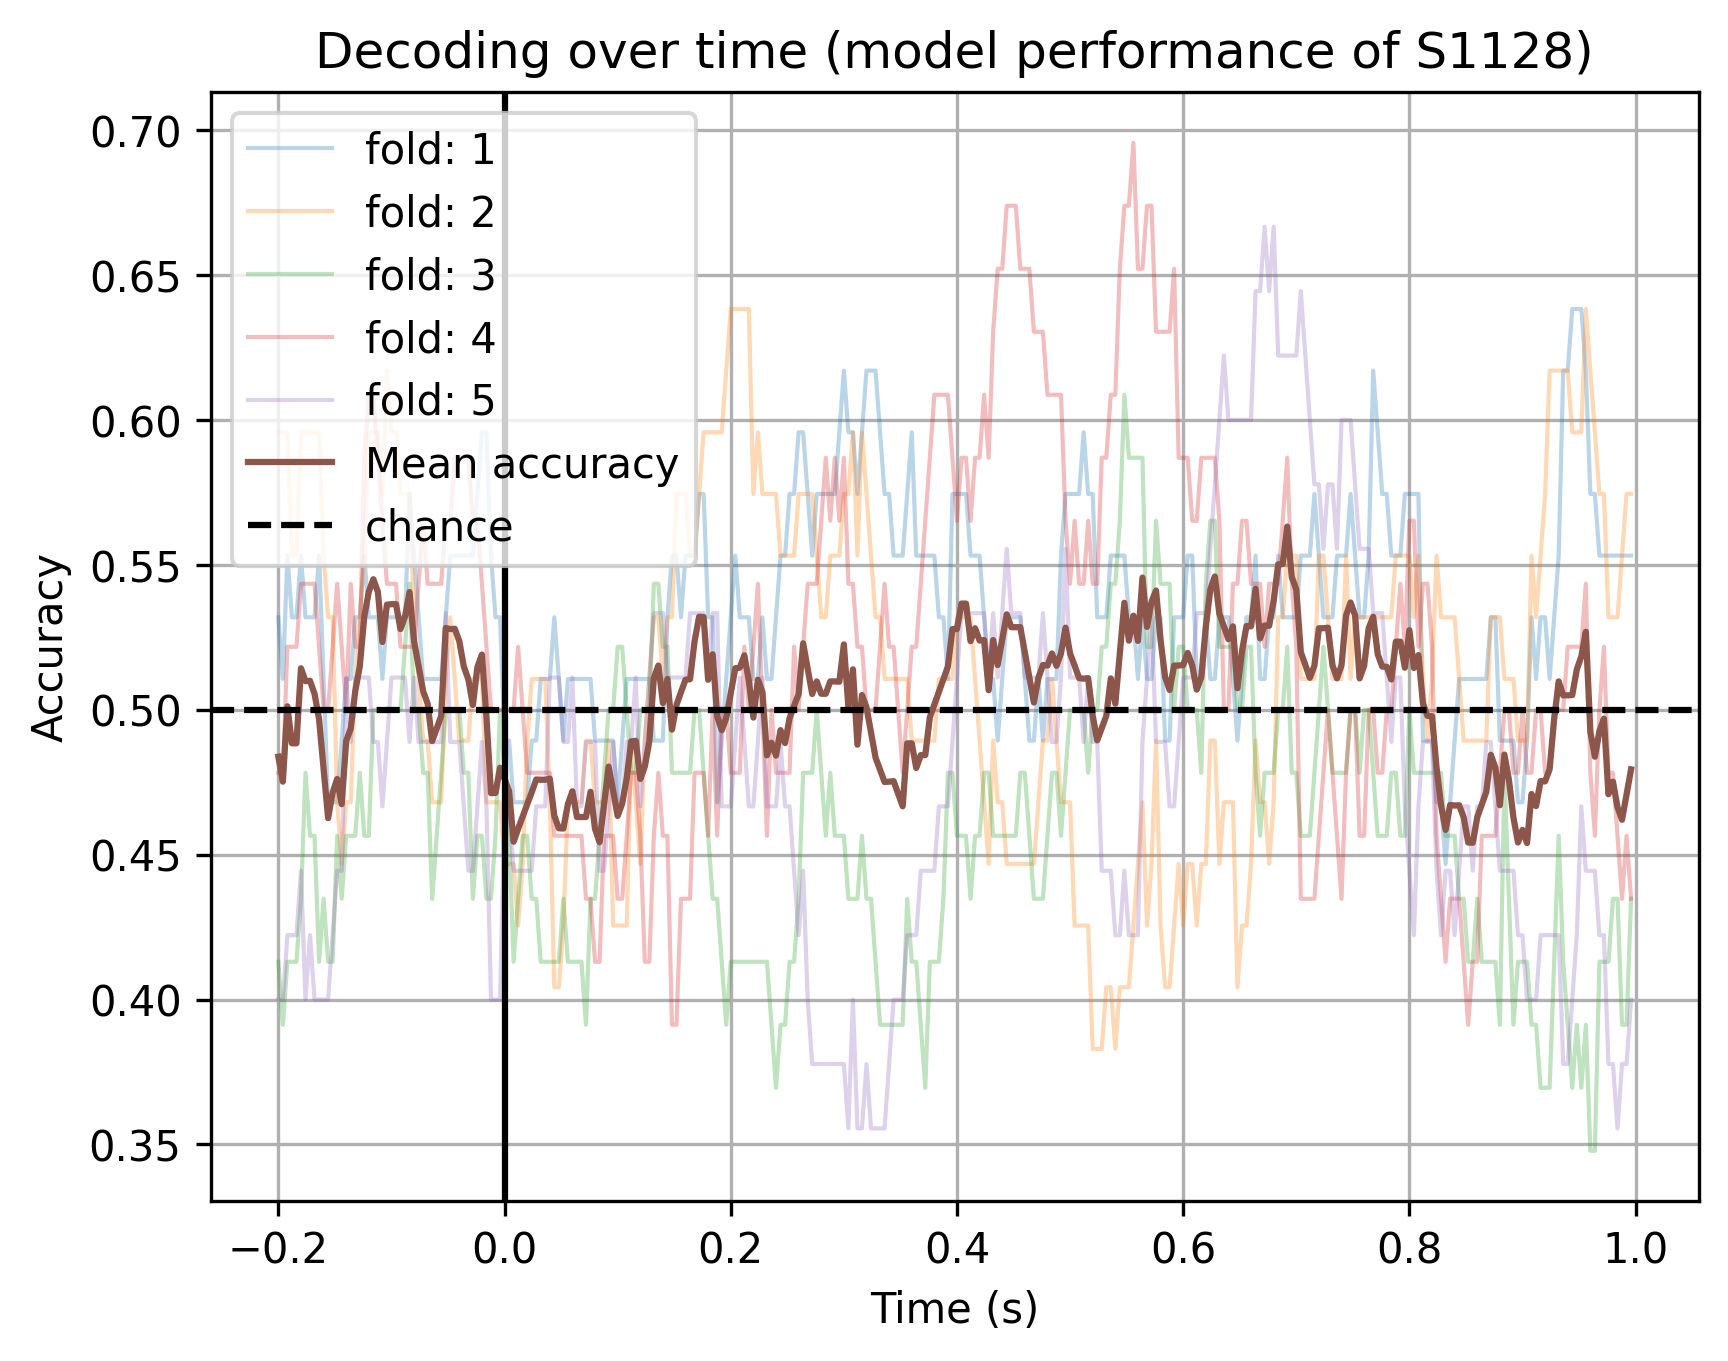 Decoding over time (model performance of S1128)
0.70
0.65
0.60
0.55
0.50
0.45
0.40
0.35
Accuracy
fold: 1
fold: 2
fold: 3
fold: 4
fold: 5
Mean accuracy
chance
−0.2 0.0 0.2 0.4 0.6 0.8 1.0
Time (s)